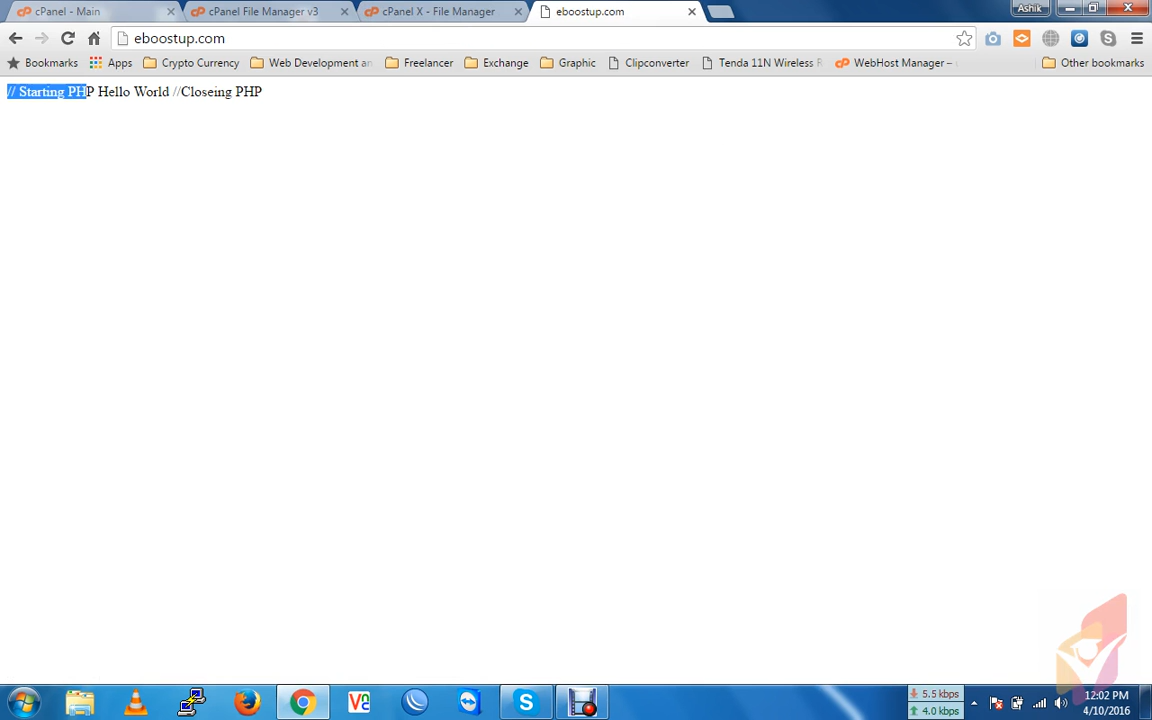 cPanel - Main
cPanel File Manager v3
cPanel X - File Manager
eboostup.com
Ashik
eboostup.com
Bookmarks
Apps
Crypto Currency
Web Development an
Freelancer
Exchange
Graphic
Clipconverter
Tenda 11N Wireless R
WebHost Manager –
Other bookmarks
// Starting PHP Hello World //Closeing PHP
5.5 kbps
4.0 kbps
12:02 PM
4/10/2016